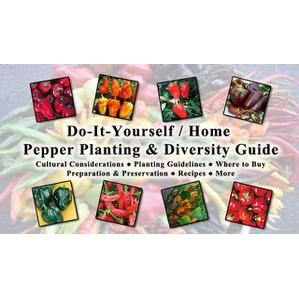 Do-It-Yourself / Home
Pepper Planting & Diversity Guide
Cultural Considerations ● Planting Guidelines ● Where to Buy
Preparation & Preservation ● Recipes ● More